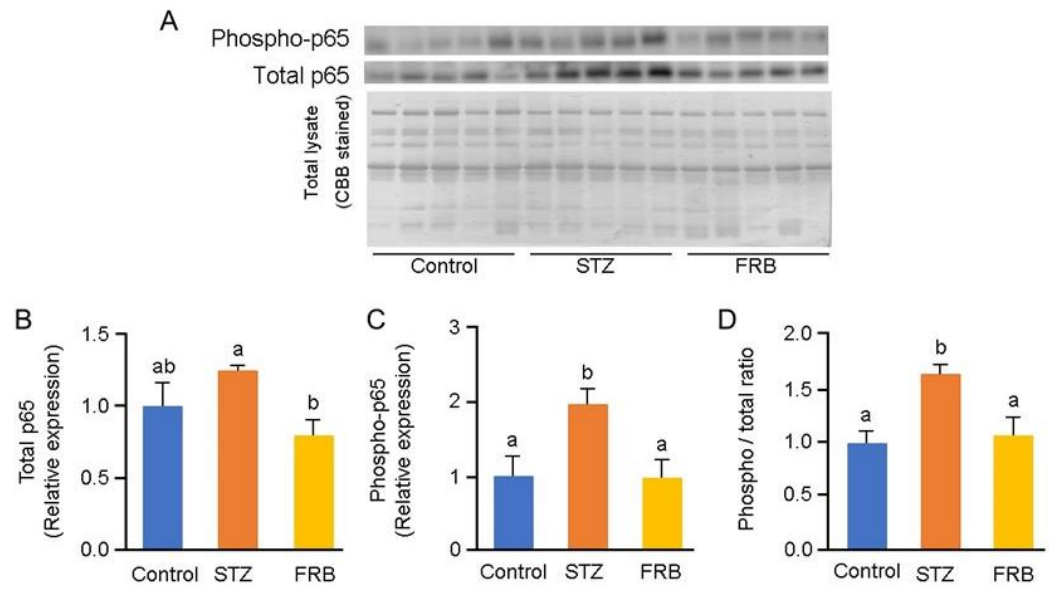 A
Phospho-p65
Total p65
Total lysate
(CBB stained)
Control STZ FRB
B
Total p65
(Relative expression)
1.5
1.0
0.5
0.0
ab
a
b
Control STZ FRB
C
Phospho-p65
(Relative expression)
3
2
1
0
a
b
a
Control STZ FRB
D
Phospho / total ratio
2.0
1.5
1.0
0.5
0.0
a
b
a
Control STZ FRB